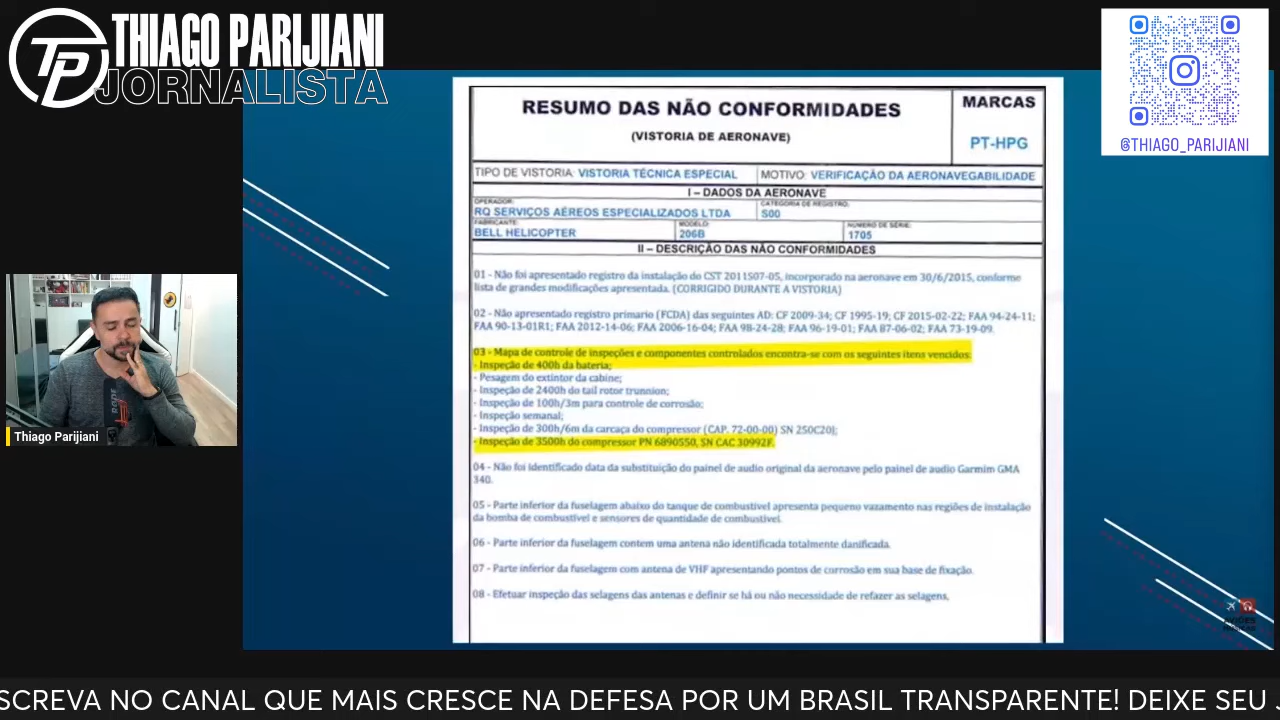 THIAGO PARIJIANI
JORNALISTA
@THIAGO_PARIJIANI
RESUMO DAS NÃO CONFORMIDADES
(VISTORIA DE AERONAVE)
MARCAS
PT-HPG
TIPO DE VISTORIA: VISTORIA TÉCNICA ESPECIAL MOTIVO: VERIFICAÇÃO DA AERONAVEGABILIDADE
I – DADOS DA AERONAVE
OPERADOR: CATEGORIA DE REGISTRO:
RQ SERVIÇOS AÉREOS ESPECIALIZADOS LTDA S00
FABRICANTE: MODELO: NÚMERO DE SÉRIE:
BELL HELICOPTER 206B 1705
II – DESCRIÇÃO DAS NÃO CONFORMIDADES
01 - Não foi apresentado registro da instalação do CST 2011S07-05, incorporado na aeronave em 30/6/2015, conforme
lista de grandes modificações apresentada. (CORRIGIDO DURANTE A VISTORIA)
02 - Não apresentado registro primario (FCDA) das seguintes AD: CF 2009-34; CF 1995-19; CF 2015-02-22; FAA 94-24-11;
FAA 90-13-01R1; FAA 2012-14-06; FAA 2006-16-04; FAA 98-24-28; FAA 96-19-01; FAA 87-06-02; FAA 73-19-09.
03 - Mapa de controle de inspeções e componentes controlados encontra-se com os seguintes itens vencidos:
- Inspeção de 400h da bateria;
- Pesagem do extintor da cabine;
- Inspeção de 2400h do tail rotor trunnion;
- Inspeção de 100h/3m para controle de corrosão;
- Inspeção semanal;
- Inspeção de 300h/6m da carcaça do compressor (CAP. 72-00-00) SN 250C20J;
- Inspeção de 3500h do compressor PN 6890550, SN CAC 30992F.
04 - Não foi identificado data da substituição do painel de audio original da aeronave pelo painel de audio Garmim GMA
340.
05 - Parte inferior da fuselagem abaixo do tanque de combustível apresenta pequeno vazamento nas regiões de instalação
da bomba de combustível e sensores de quantidade de combustível.
06 - Parte inferior da fuselagem contem uma antena não identificada totalmente danificada.
07 - Parte inferior da fuselagem com antena de VHF apresentando pontos de corrosão em sua base de fixação.
08 - Efetuar inspeção das selagens das antenas e definir se há ou não necessidade de refazer as selagens.
Thiago Parijiani
SCREVA NO CANAL QUE MAIS CRESCE NA DEFESA POR UM BRASIL TRANSPARENTE! DEIXE SEU